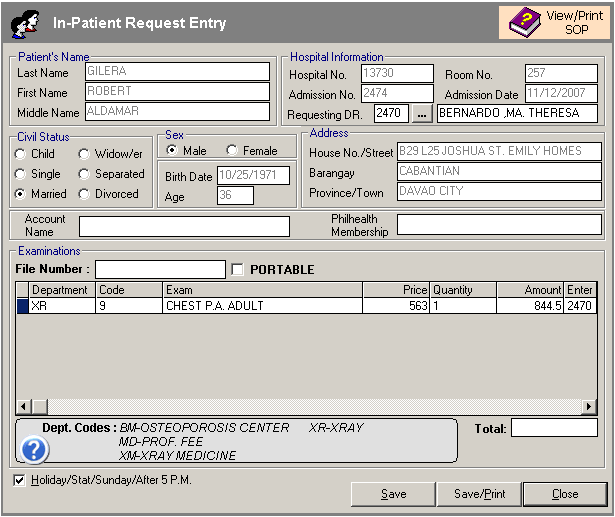 In-Patient Request Entry
View/Print
SOP
Patient's Name
Last Name GILERA
First Name ROBERT
Middle Name ALDAMAR
Hospital Information
Hospital No. 13730 Room No. 257
Admission No. 2474 Admission Date 11/12/2007
Requesting DR. 2470 ... BERNARDO ,MA. THERESA
Civil Status
Child Widow/er
Single Separated
Married Divorced
Sex
Male Female
Birth Date 10/25/1971
Age 36
Address
House No./Street B29 L25 JOSHUA ST. EMILY HOMES
Barangay CABANTIAN
Province/Town DAVAO CITY
Account
Name
Philhealth
Membership
Examinations
File Number : PORTABLE
Department Code Exam Price Quantity Amount Enter
XR 9 CHEST P.A. ADULT 563 1 844.5 2470
Dept. Codes : BM-OSTEOPOROSIS CENTER XR-XRAY
MD-PROF. FEE
XM-XRAY MEDICINE
Total:
Holiday/Stat/Sunday/After 5 P.M.
Save Save/Print Close